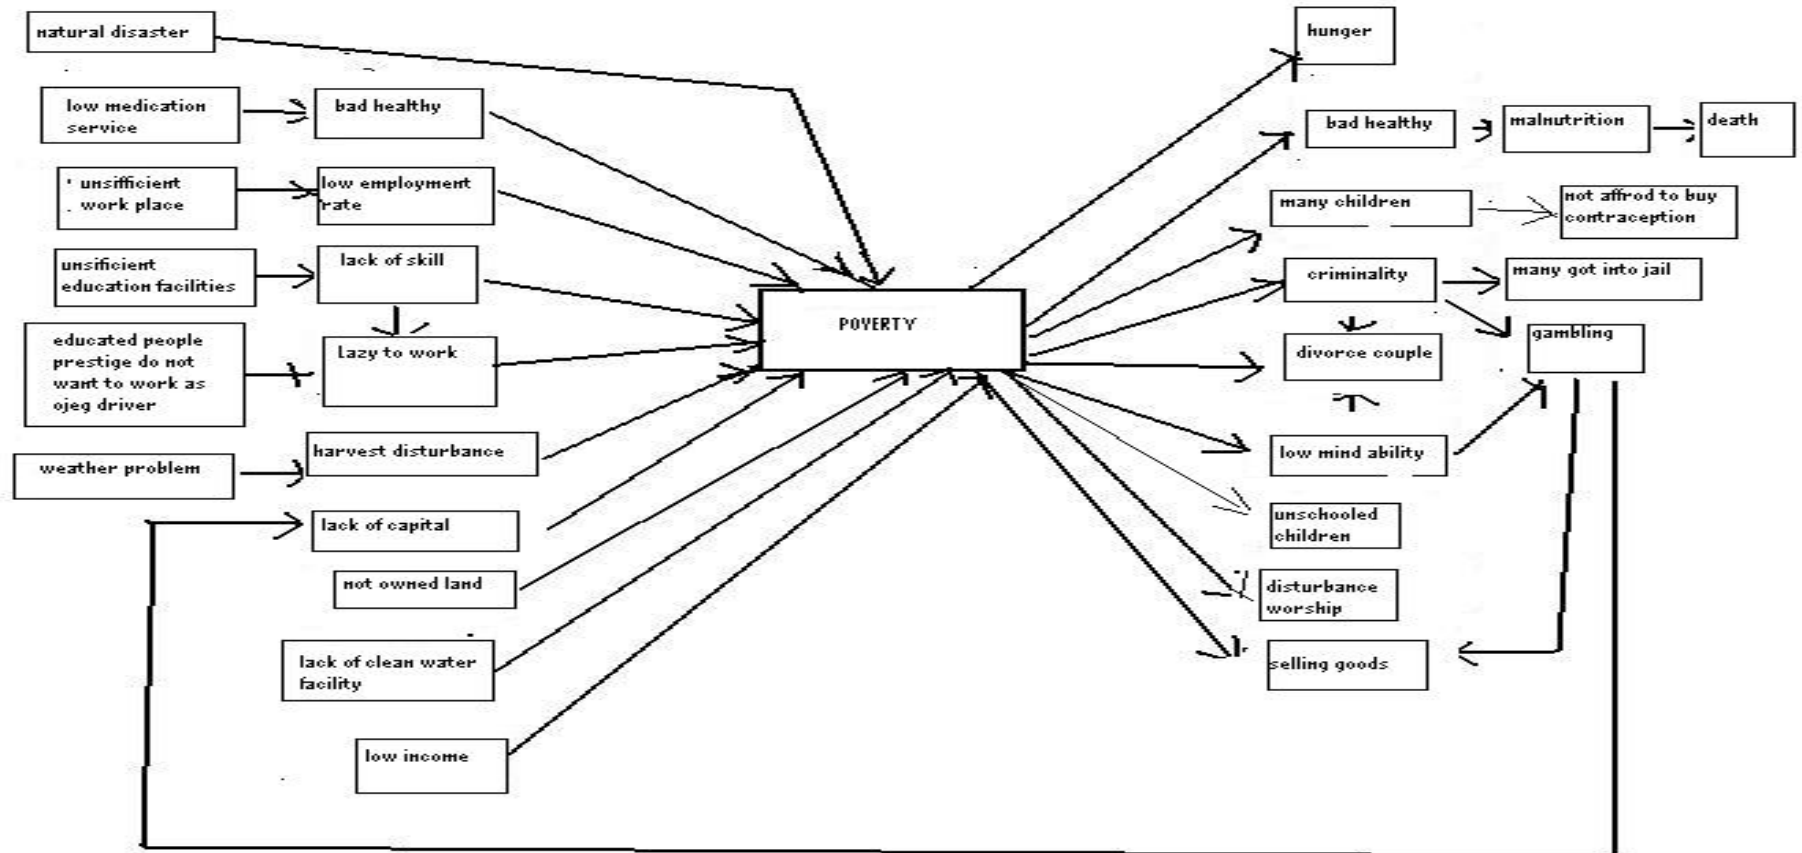 natural disaster
low medication
service
bad healthy
unsifficient
work place
low employment
rate
unsificient
education facilities
lack of skill
educated people
prestige do not
want to work as
ojeg driver
Lazy to work
harvest disturbance
weather problem
lack of capital
not owned land
lack of clean water
facility
low income
POVERTY
hunger
bad healthy
malnutrition
death
many children
not affrod to buy
contraception
criminality
many got into jail
gambling
divorce couple
low mind ability
unschooled
children
disturbance
worship
selling goods